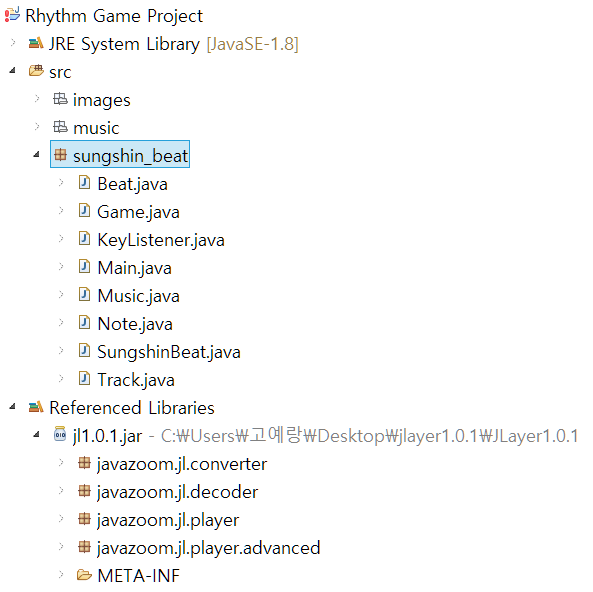 Rhythm Game Project
JRE System Library [JavaSE-1.8]
src
images
music
sungshin_beat
Beat.java
Game.java
KeyListener.java
Main.java
Music.java
Note.java
SungshinBeat.java
Track.java
Referenced Libraries
jl1.0.1.jar - C:₩Users₩고예랑₩Desktop₩jlayer1.0.1₩JLayer1.0.1
javazoom.jl.converter
javazoom.jl.decoder
javazoom.jl.player
javazoom.jl.player.advanced
META-INF